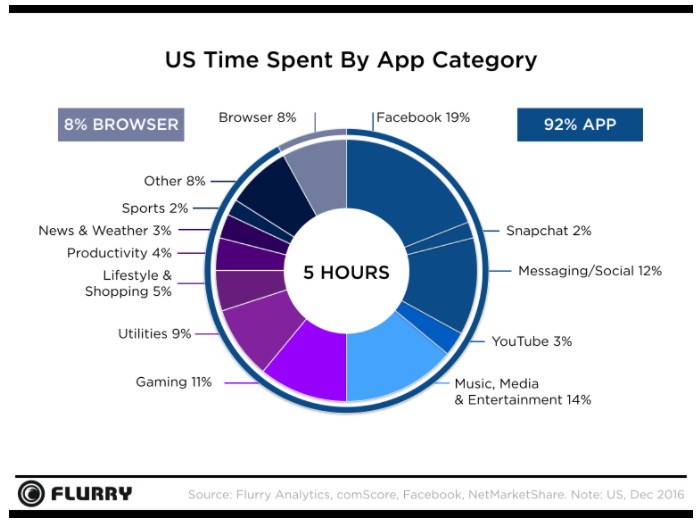 US Time Spent By App Category
8% BROWSER
92% APP
Browser 8%
Facebook 19%
Other 8%
Sports 2%
News & Weather 3%
Productivity 4%
Lifestyle &
Shopping 5%
Utilities 9%
Gaming 11%
5 HOURS
Snapchat 2%
Messaging/Social 12%
YouTube 3%
Music, Media
& Entertainment 14%
FLURRY
Source: Flurry Analytics, comScore, Facebook, NetMarketShare. Note: US, Dec 2016